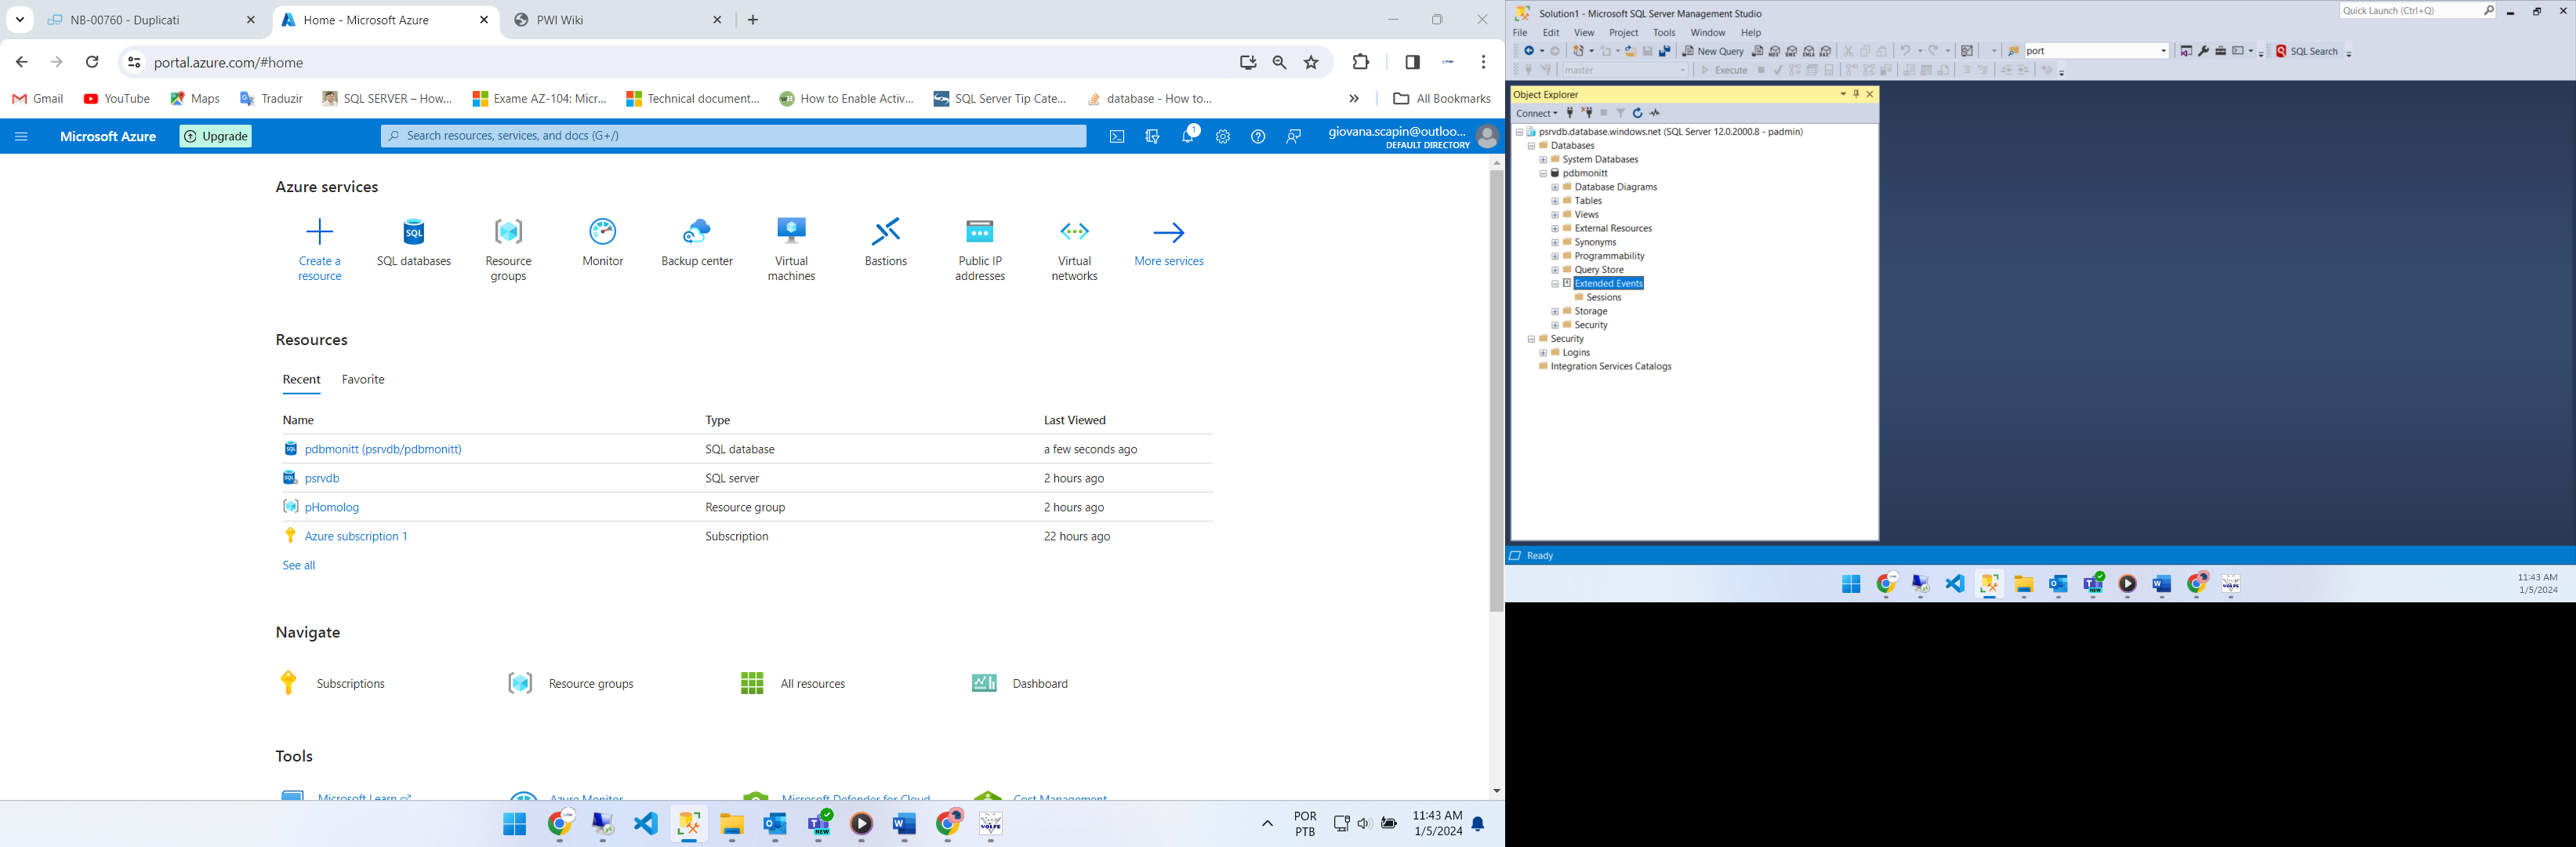 NB-00760 - Duplicati
Home - Microsoft Azure
PWI Wiki
portal.azure.com/#home
Gmail
YouTube
Maps
Traduzir
SQL SERVER – How...
Exame AZ-104: Micr...
Technical document...
How to Enable Activ...
SQL Server Tip Cate...
database - How to...
All Bookmarks
Microsoft Azure
Upgrade
Search resources, services, and docs (G+/)
1
giovana.scapin@outloo...
DEFAULT DIRECTORY
Azure services
Create a resource
SQL databases
Resource groups
Monitor
Backup center
Virtual machines
Bastions
Public IP addresses
Virtual networks
More services
Resources
Recent
Favorite
Name Type Last Viewed
pdbmonitt (psrvdb/pdbmonitt) SQL database a few seconds ago
psrvdb SQL server 2 hours ago
pHomolog Resource group 2 hours ago
Azure subscription 1 Subscription 22 hours ago
See all
Navigate
Subscriptions
Resource groups
All resources
Dashboard
Tools
Microsoft Learn
Azure Monitor
Microsoft Defender for Cloud
Cost Management
POR
PTB
11:43 AM
1/5/2024
Solution1 - Microsoft SQL Server Management Studio
Quick Launch (Ctrl+Q)
File Edit View Project Tools Window Help
New Query
port
SQL Search
master
Execute
Object Explorer
Connect
psrvdb.database.windows.net (SQL Server 12.0.2000.8 - padmin)
Databases
System Databases
pdbmonitt
Database Diagrams
Tables
Views
External Resources
Synonyms
Programmability
Query Store
Extended Events
Sessions
Storage
Security
Security
Logins
Integration Services Catalogs
Ready
11:43 AM
1/5/2024